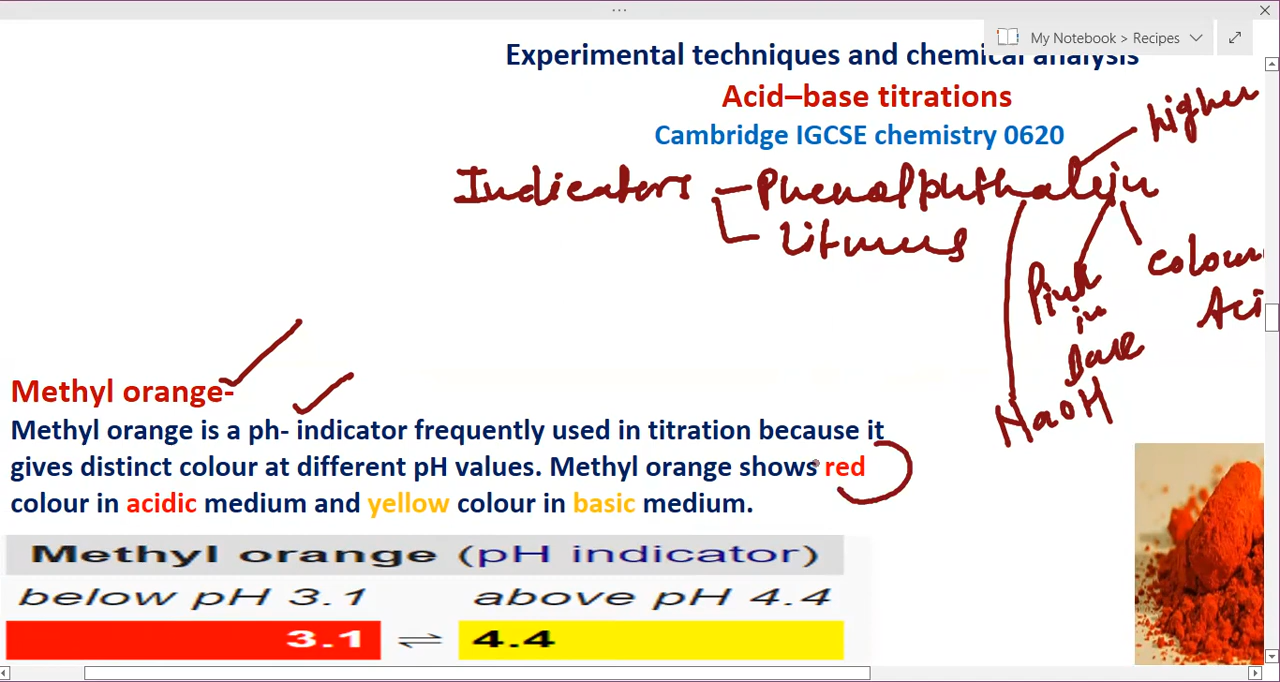 My Notebook > Recipes
Experimental techniques and chemical analysis
Acid–base titrations
Cambridge IGCSE chemistry 0620
higher
Indicators – Phenolphthalein
Litmus
colour
Aci
Pink
in
Base
NaOH
Methyl orange-
Methyl orange is a ph- indicator frequently used in titration because it
gives distinct colour at different pH values. Methyl orange shows red
colour in acidic medium and yellow colour in basic medium.
Methyl orange (pH indicator)
below pH 3.1 above pH 4.4
3.1 ⇌ 4.4